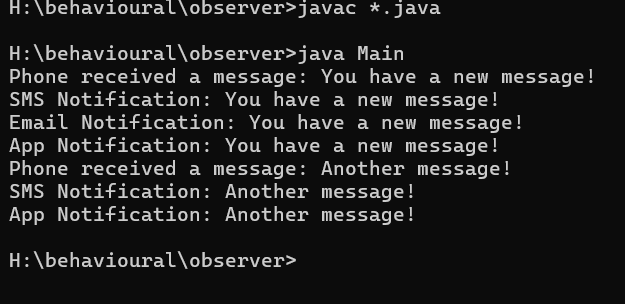 H:\behavioural\observer>javac *.java
H:\behavioural\observer>java Main
Phone received a message: You have a new message!
SMS Notification: You have a new message!
Email Notification: You have a new message!
App Notification: You have a new message!
Phone received a message: Another message!
SMS Notification: Another message!
App Notification: Another message!
H:\behavioural\observer>